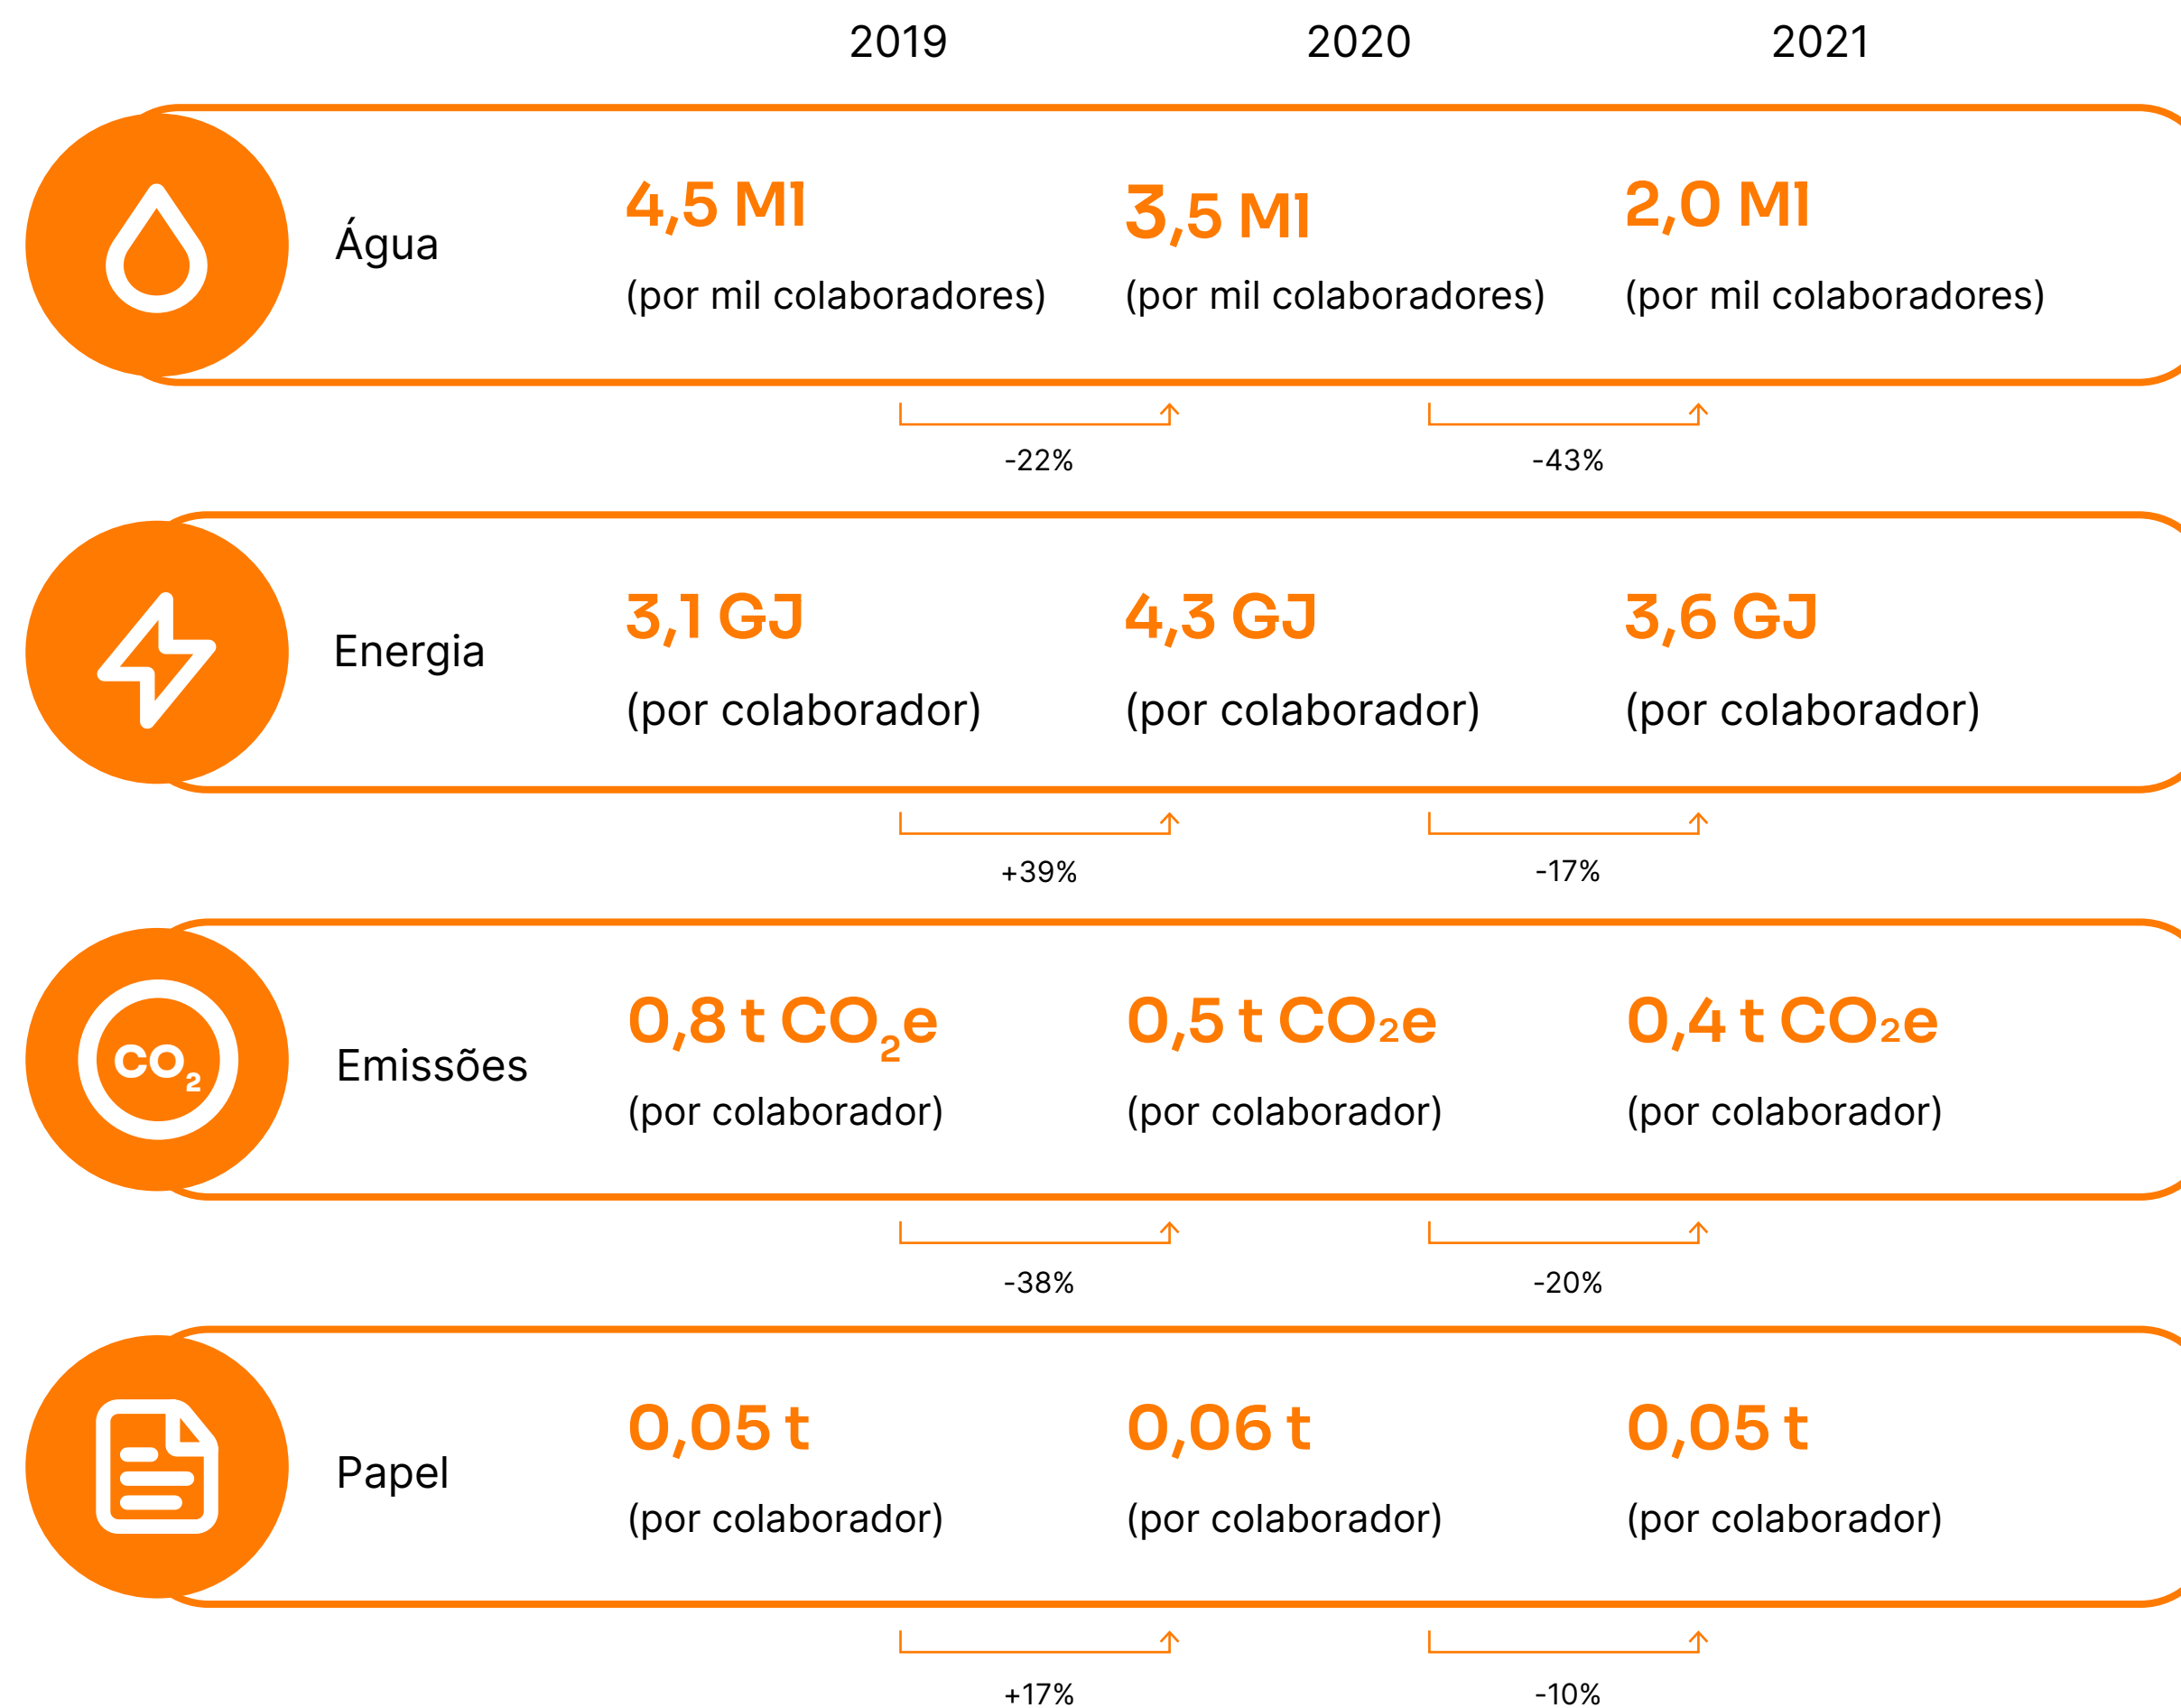 2019 2020 2021
Água
4,5 Ml 3,5 Ml 2,0 Ml
(por mil colaboradores) (por mil colaboradores) (por mil colaboradores)
-22% -43%
Energia
3,1 GJ 4,3 GJ 3,6 GJ
(por colaborador) (por colaborador) (por colaborador)
+39% -17%
CO₂
Emissões
0,8 t CO₂e 0,5 t CO₂e 0,4 t CO₂e
(por colaborador) (por colaborador) (por colaborador)
-38% -20%
Papel
0,05 t 0,06 t 0,05 t
(por colaborador) (por colaborador) (por colaborador)
+17% -10%